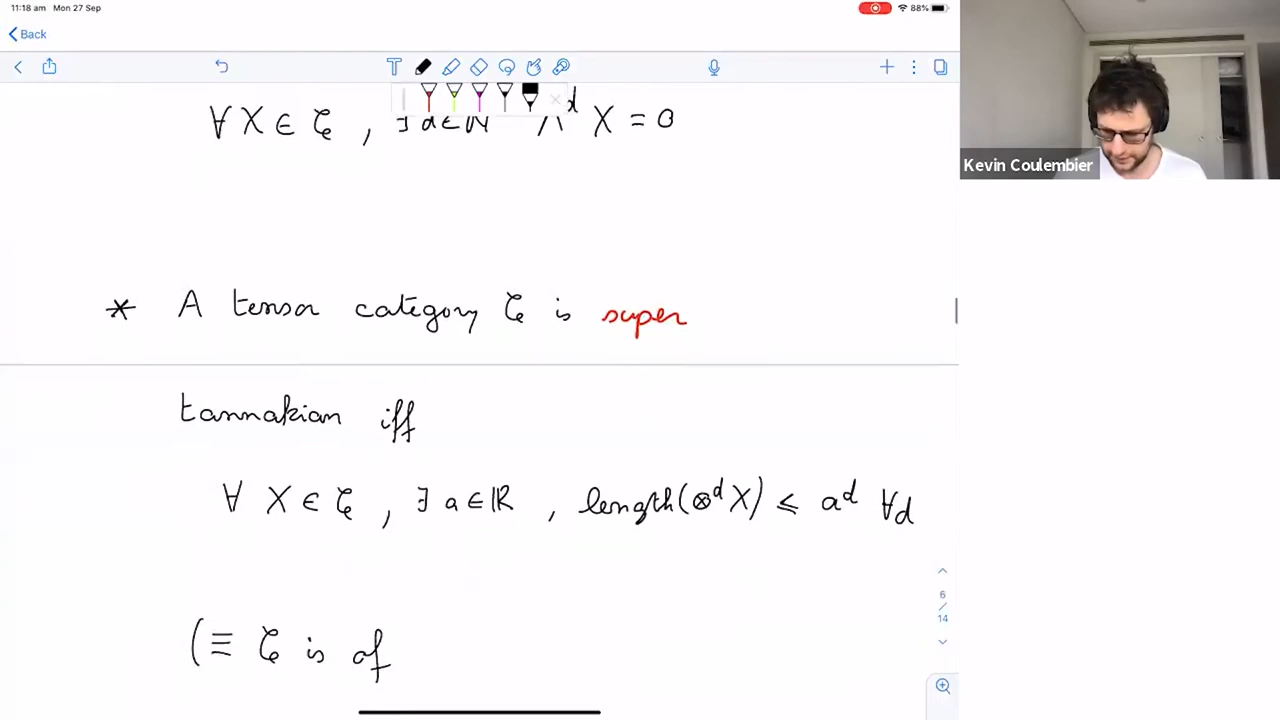 11:18 am Mon 27 Sep
88%
Back
∀ X ∈ 𝒞 , ∃ d ∈ ℕ Λ^d X = 0
Kevin Coulembier
* A tensor category 𝒞 is super
tannakian iff
∀ X ∈ 𝒞 , ∃ a ∈ ℝ , length(⊗^d X) ≤ a^d ∀d
6
/
14
(≡ 𝒞 is of